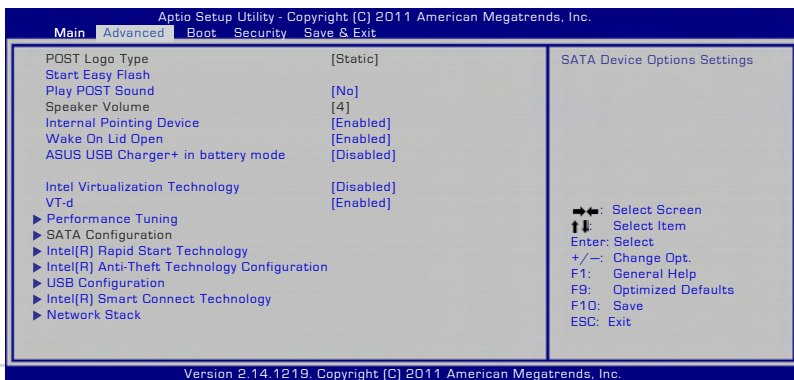 Aptio Setup Utility - Copyright (C) 2011 American Megatrends, Inc.
Main Advanced Boot Security Save & Exit
POST Logo Type [Static]
Start Easy Flash
Play POST Sound [No]
Speaker Volume [4]
Internal Pointing Device [Enabled]
Wake On Lid Open [Enabled]
ASUS USB Charger+ in battery mode [Disabled]
Intel Virtualization Technology [Disabled]
VT-d [Enabled]
▶ Performance Tuning
▶ SATA Configuration
▶ Intel(R) Rapid Start Technology
▶ Intel(R) Anti-Theft Technology Configuration
▶ USB Configuration
▶ Intel(R) Smart Connect Technology
▶ Network Stack
SATA Device Options Settings
→←: Select Screen
↑↓: Select Item
Enter: Select
+/—: Change Opt.
F1: General Help
F9: Optimized Defaults
F10: Save
ESC: Exit
Version 2.14.1219. Copyright (C) 2011 American Megatrends, Inc.